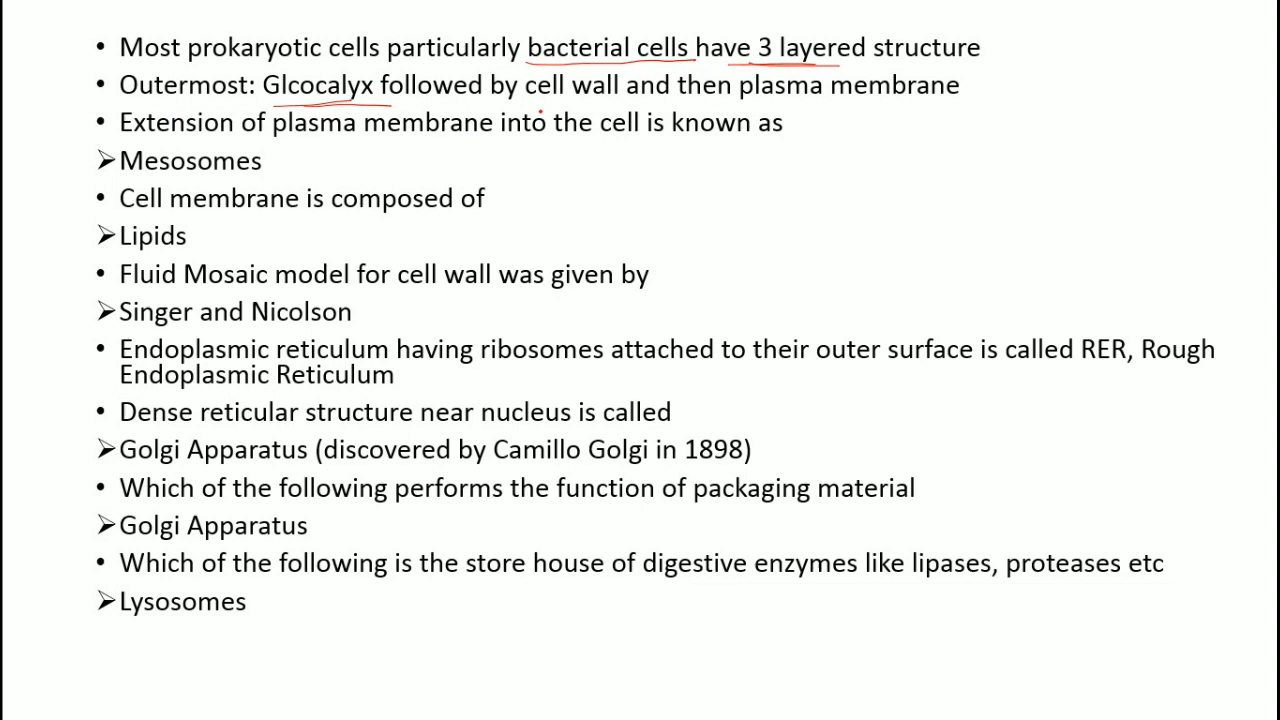 • Most prokaryotic cells particularly bacterial cells have 3 layered structure
• Outermost: Glcocalyx followed by cell wall and then plasma membrane
• Extension of plasma membrane into the cell is known as
➢Mesosomes
• Cell membrane is composed of
➢Lipids
• Fluid Mosaic model for cell wall was given by
➢Singer and Nicolson
• Endoplasmic reticulum having ribosomes attached to their outer surface is called RER, Rough
Endoplasmic Reticulum
• Dense reticular structure near nucleus is called
➢Golgi Apparatus (discovered by Camillo Golgi in 1898)
• Which of the following performs the function of packaging material
➢Golgi Apparatus
• Which of the following is the store house of digestive enzymes like lipases, proteases etc
➢Lysosomes